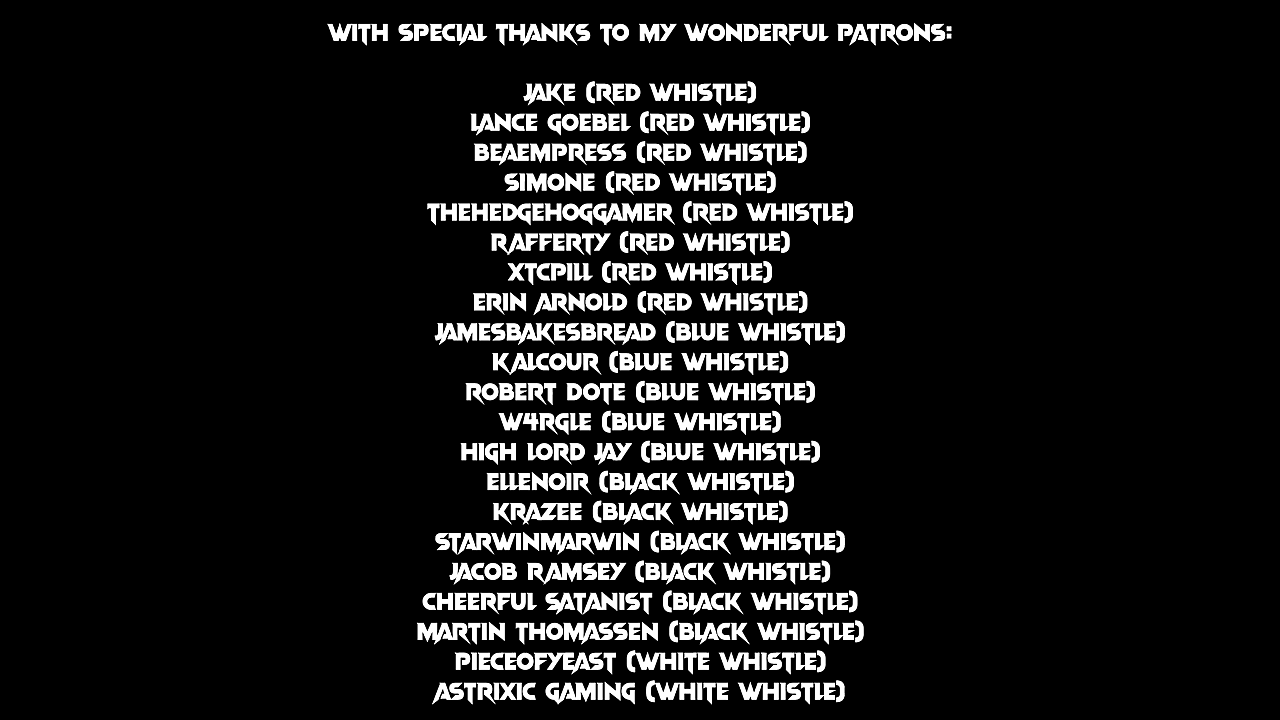 WITH SPECIAL THANKS TO MY WONDERFUL PATRONS:
JAKE (RED WHISTLE)
LANCE GOEBEL (RED WHISTLE)
BEAEMPRESS (RED WHISTLE)
SIMONE (RED WHISTLE)
THEHEDGEHOGGAMER (RED WHISTLE)
RAFFERTY (RED WHISTLE)
XTCPILL (RED WHISTLE)
ERIN ARNOLD (RED WHISTLE)
JAMESBAKESBREAD (BLUE WHISTLE)
KALCOUR (BLUE WHISTLE)
ROBERT DOTE (BLUE WHISTLE)
W4RGLE (BLUE WHISTLE)
HIGH LORD JAY (BLUE WHISTLE)
ELLENOIR (BLACK WHISTLE)
KRAZEE (BLACK WHISTLE)
STARWINMARWIN (BLACK WHISTLE)
JACOB RAMSEY (BLACK WHISTLE)
CHEERFUL SATANIST (BLACK WHISTLE)
MARTIN THOMASSEN (BLACK WHISTLE)
PIECEOFYEAST (WHITE WHISTLE)
ASTRIXIC GAMING (WHITE WHISTLE)